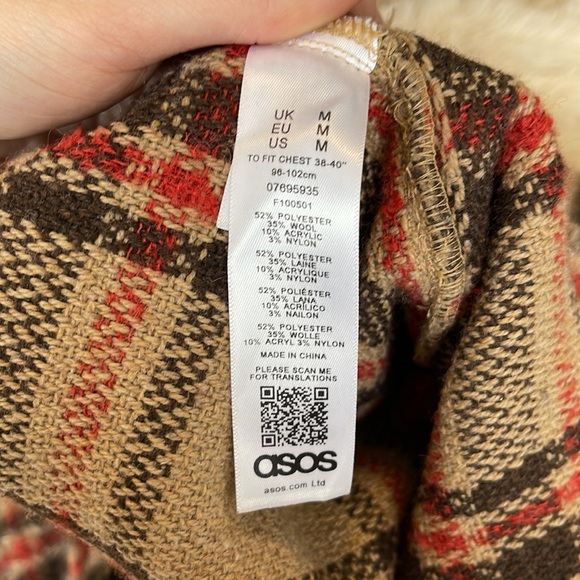 UK M
EU M
US M
TO FIT CHEST 38-40"
96-102cm
07695935
F100501
52% POLYESTER
35% WOOL
10% ACRYLIC
3% NYLON
52% POLYESTER
35% LAINE
10% ACRYLIQUE
3% NYLON
52% POLIÉSTER
35% LANA
10% ACRÍLICO
3% NAILON
52% POLYESTER
35% WOLLE
10% ACRYL 3% NYLON
MADE IN CHINA
PLEASE SCAN ME
FOR TRANSLATIONS
asos
asos.com Ltd